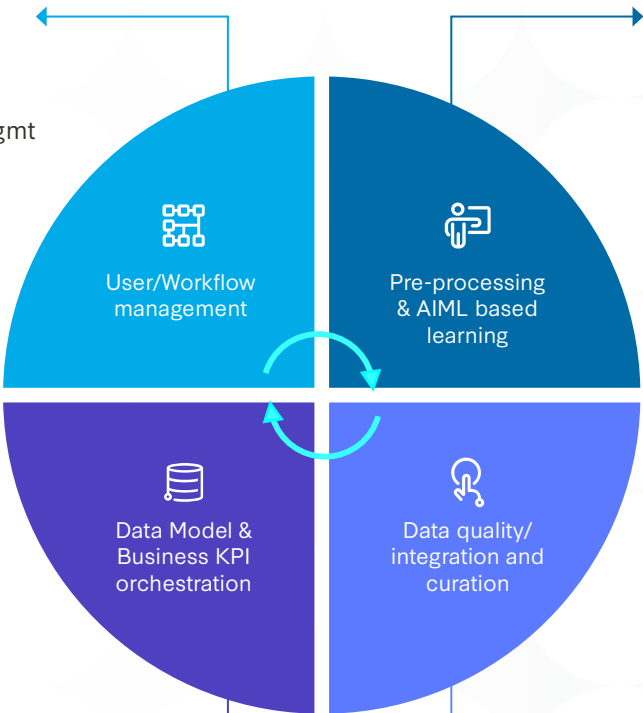 gmt
User/Workflow
management
Pre-processing
& AIML based
learning
Data Model &
Business KPI
orchestration
Data quality/
integration and
curation